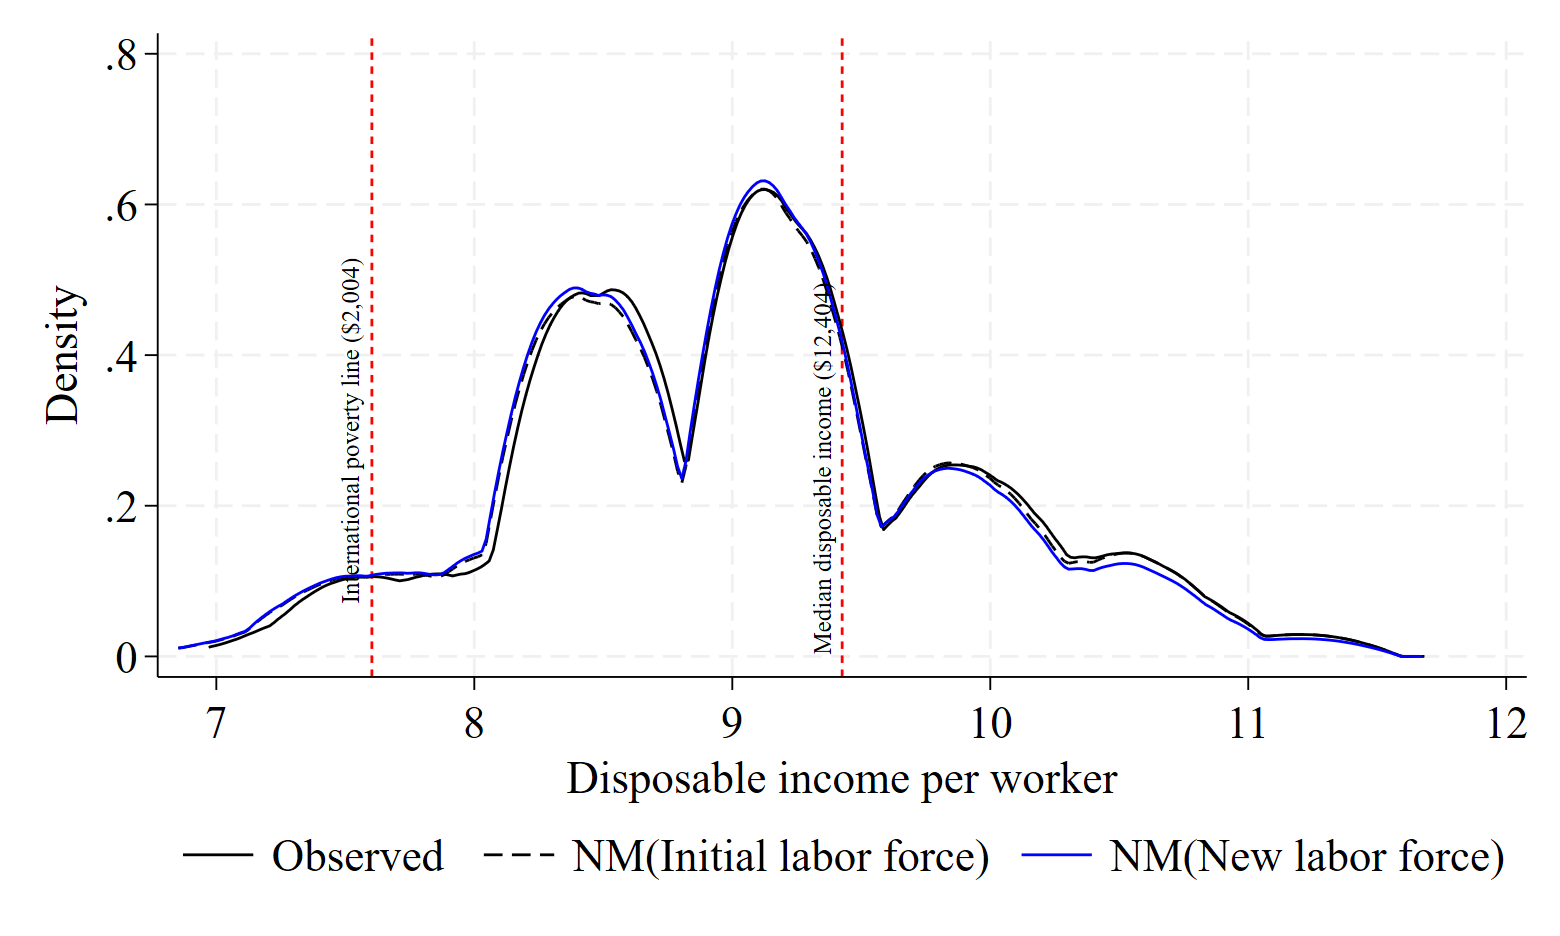 .8
.6
.4
.2
0
Density
International poverty line ($2,004)
Median disposable income ($12,404)
7 8 9 10 11 12
Disposable income per worker
Observed NM(Initial labor force) NM(New labor force)